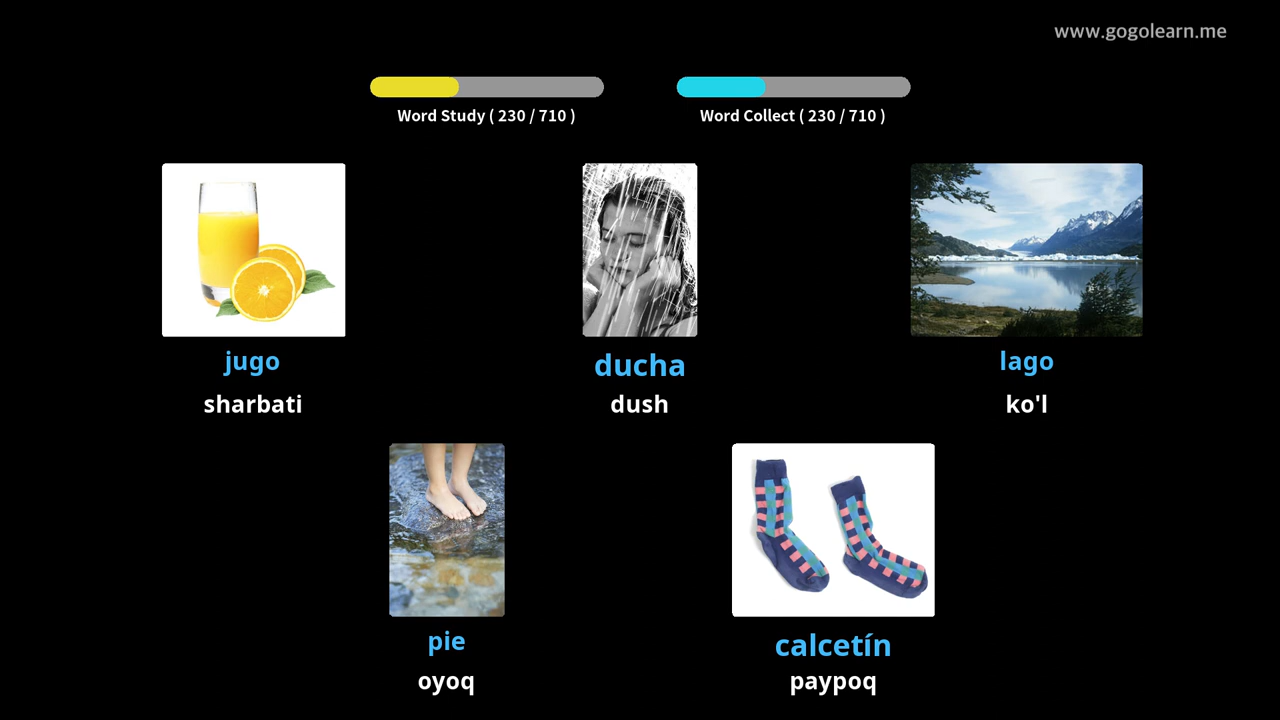 www.gogolearn.me
Word Study ( 230 / 710 )
Word Collect ( 230 / 710 )
jugo
sharbati
ducha
dush
lago
ko'l
pie
oyoq
calcetín
paypoq